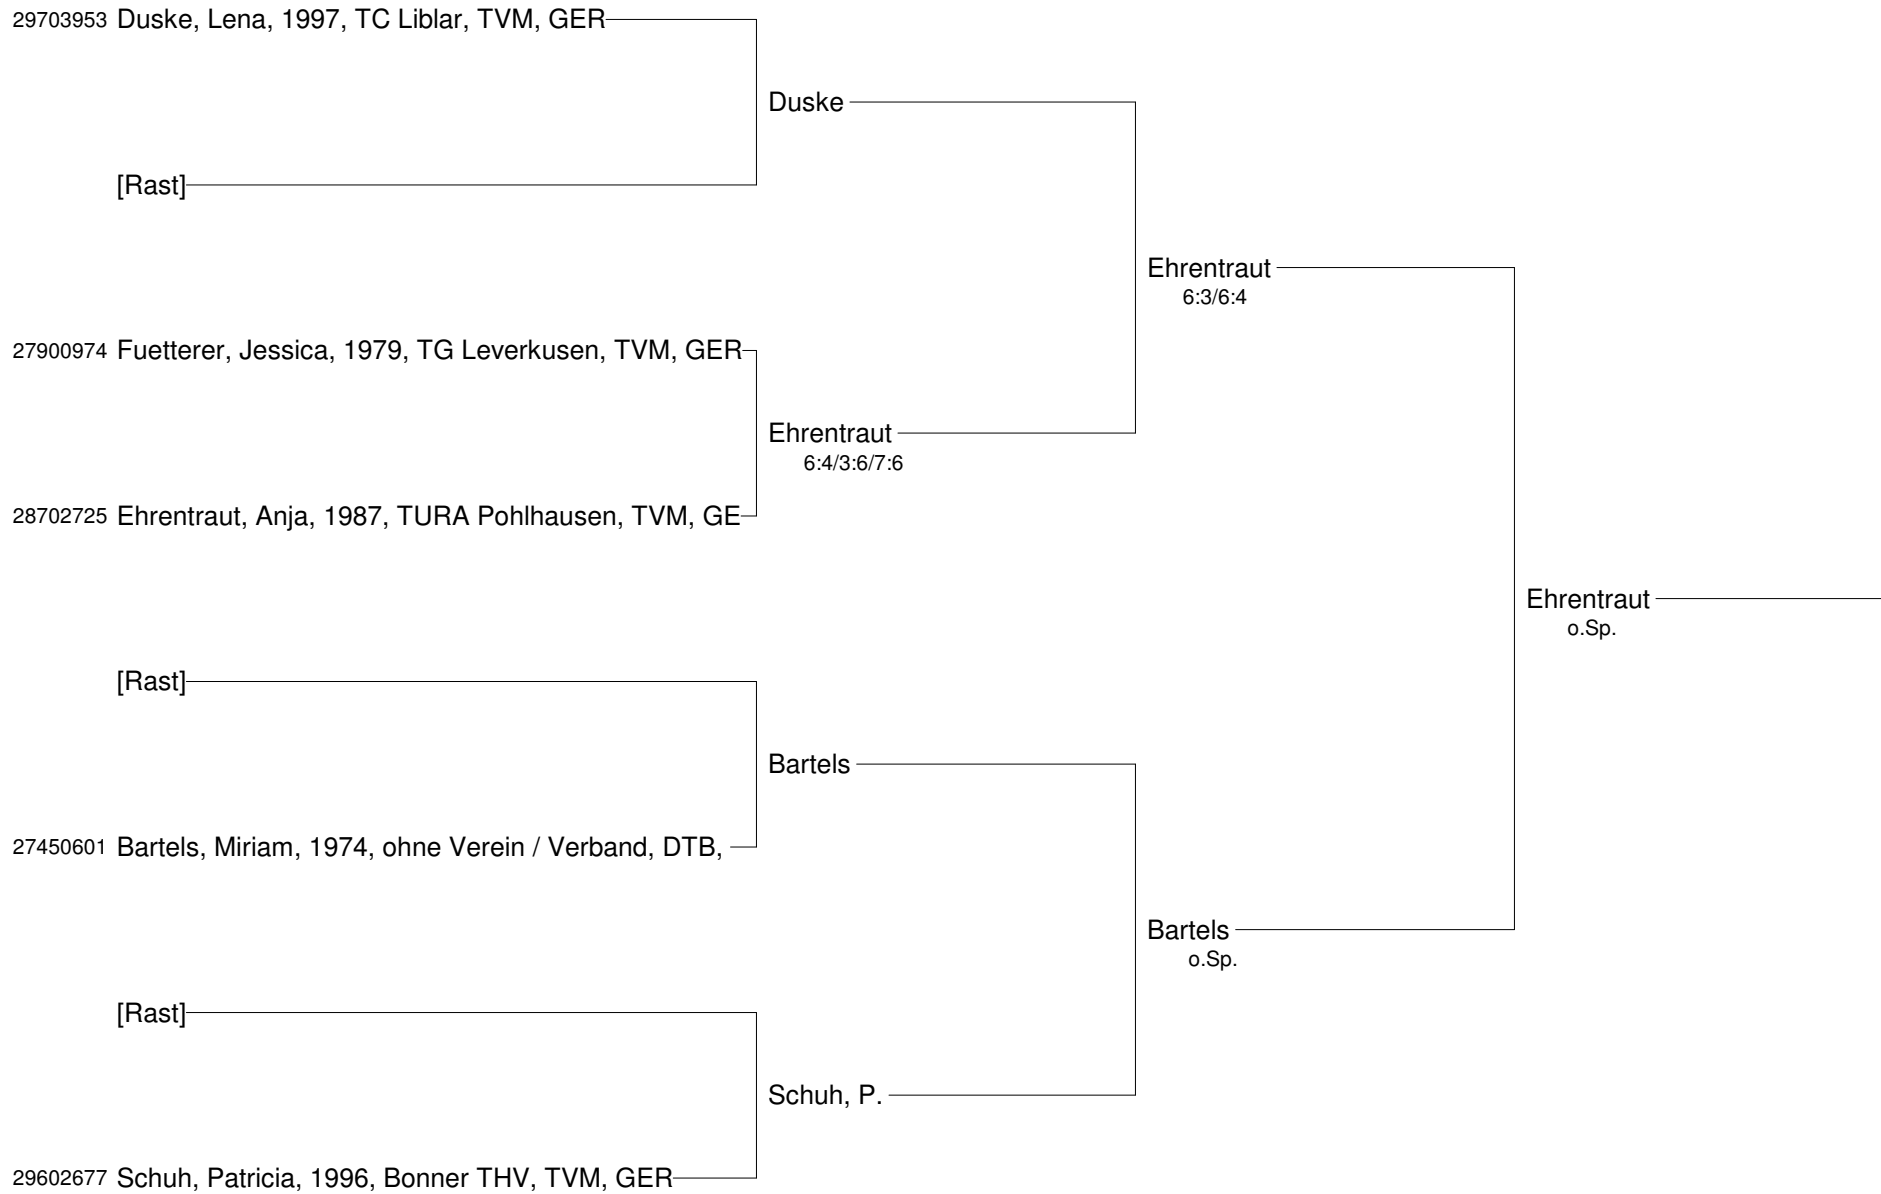 29703953 Duske, Lena, 1997, TC Liblar, TVM, GER
Duske
[Rast]
Ehrentraut
6:3/6:4
27900974 Fuetterer, Jessica, 1979, TG Leverkusen, TVM, GER
Ehrentraut
6:4/3:6/7:6
28702725 Ehrentraut, Anja, 1987, TURA Pohlhausen, TVM, GE
Ehrentraut
o.Sp.
[Rast]
Bartels
27450601 Bartels, Miriam, 1974, ohne Verein / Verband, DTB,
Bartels
o.Sp.
[Rast]
Schuh, P.
29602677 Schuh, Patricia, 1996, Bonner THV, TVM, GER